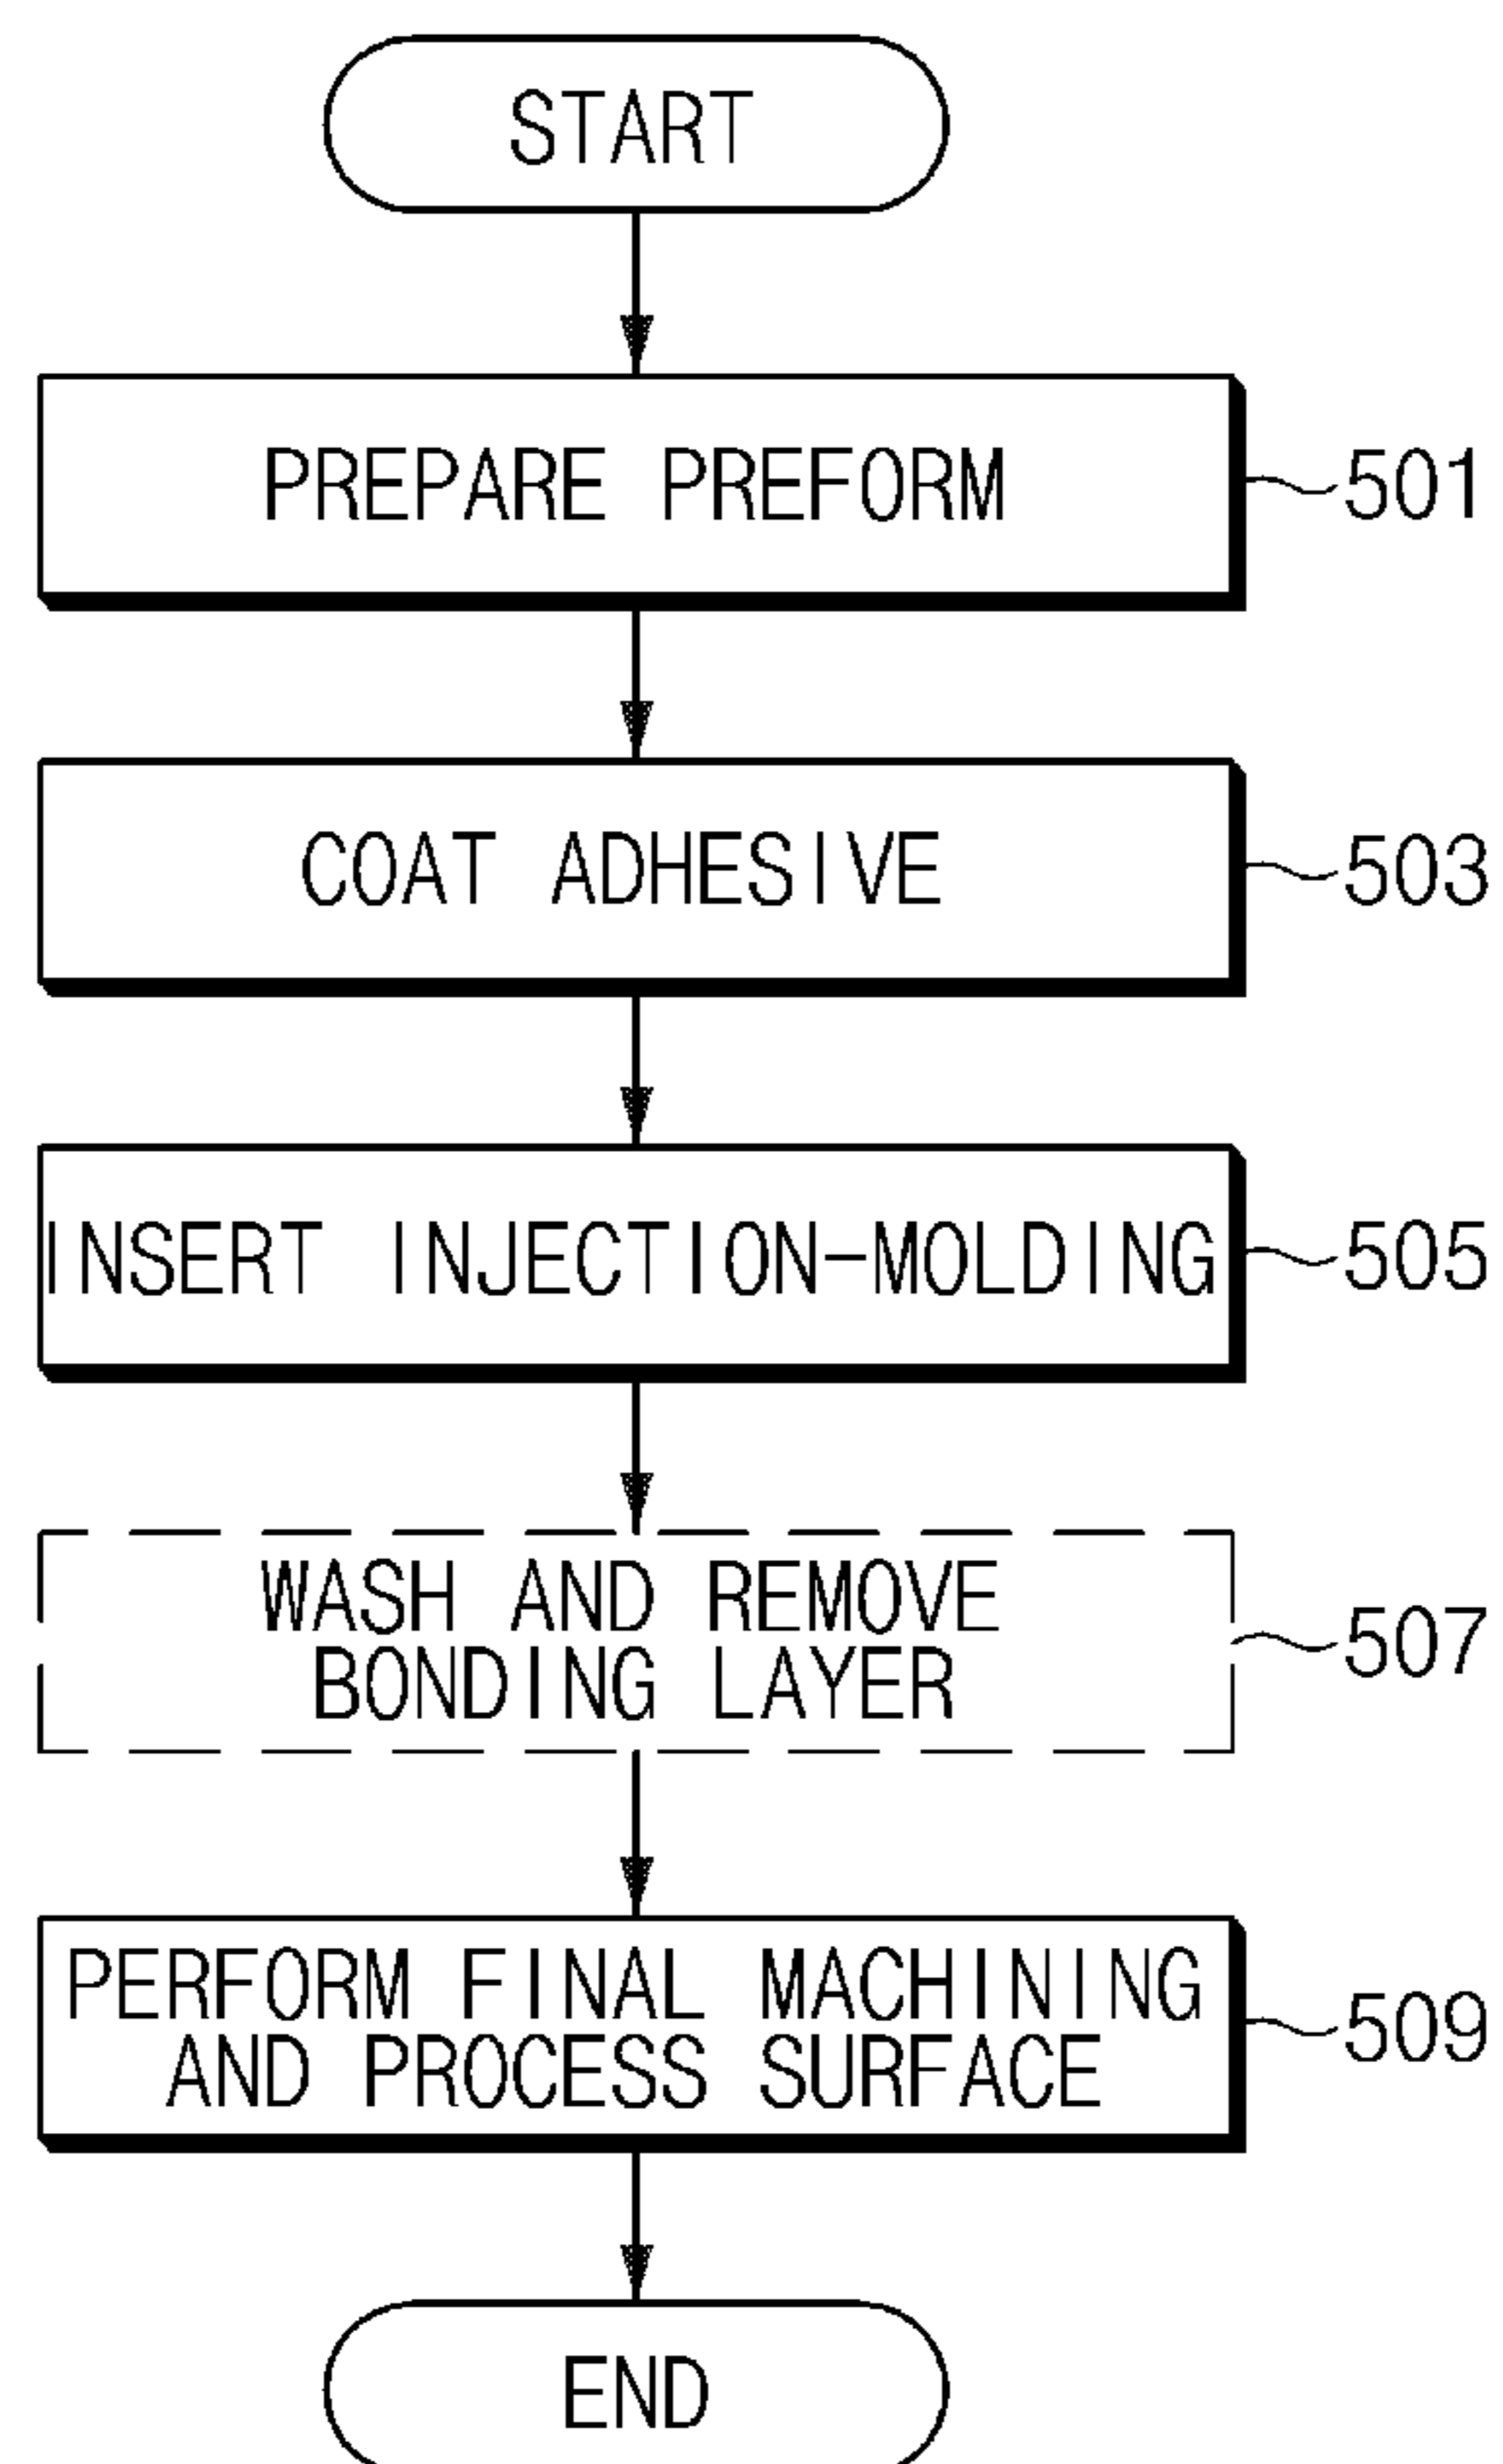 START
PREPARE PREFORM
501
COAT ADHESIVE
503
INSERT INJECTION-MOLDING
505
WASH AND REMOVE
BONDING LAYER
507
PERFORM FINAL MACHINING
AND PROCESS SURFACE
509
END